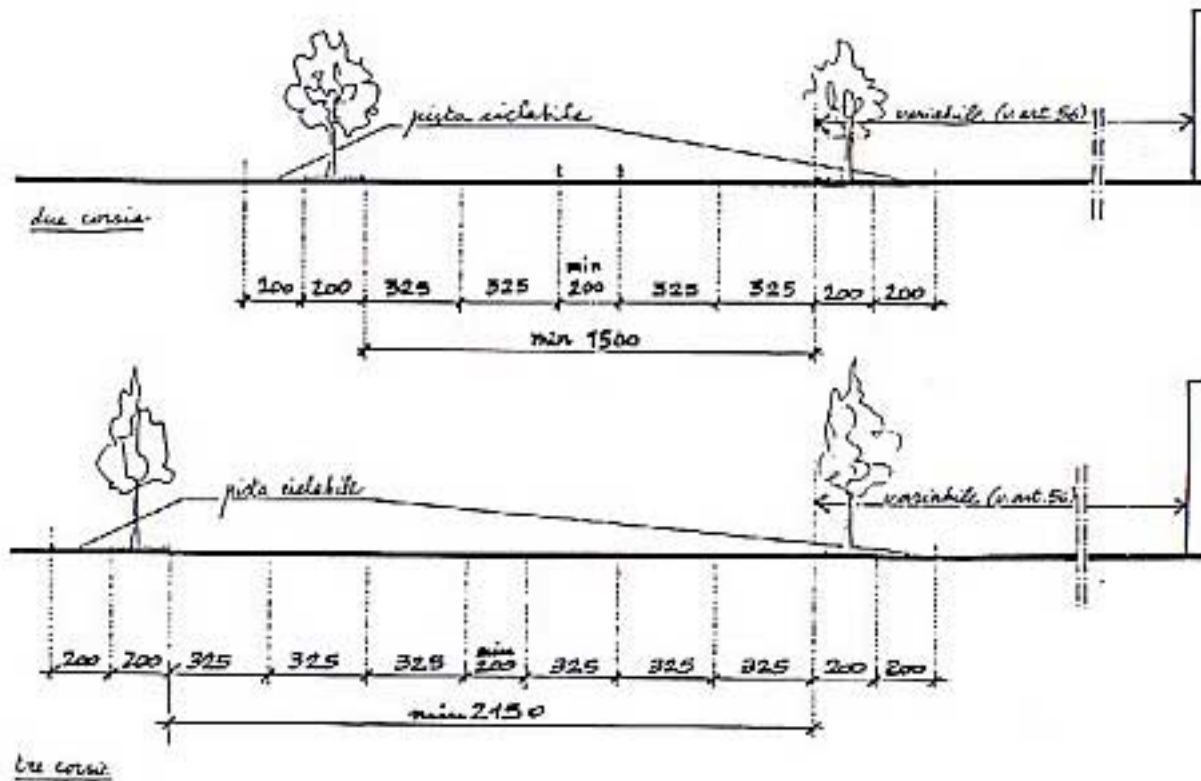 pista ciclabile
variabile (v. art. 56)
due corsie
200 200 325 325 min 200 325 325 200 200
min 1500
pista ciclabile
variabile (v. art. 56)
200 200 325 325 325 min 200 325 325 325 200 200
min 2150
tre corsie